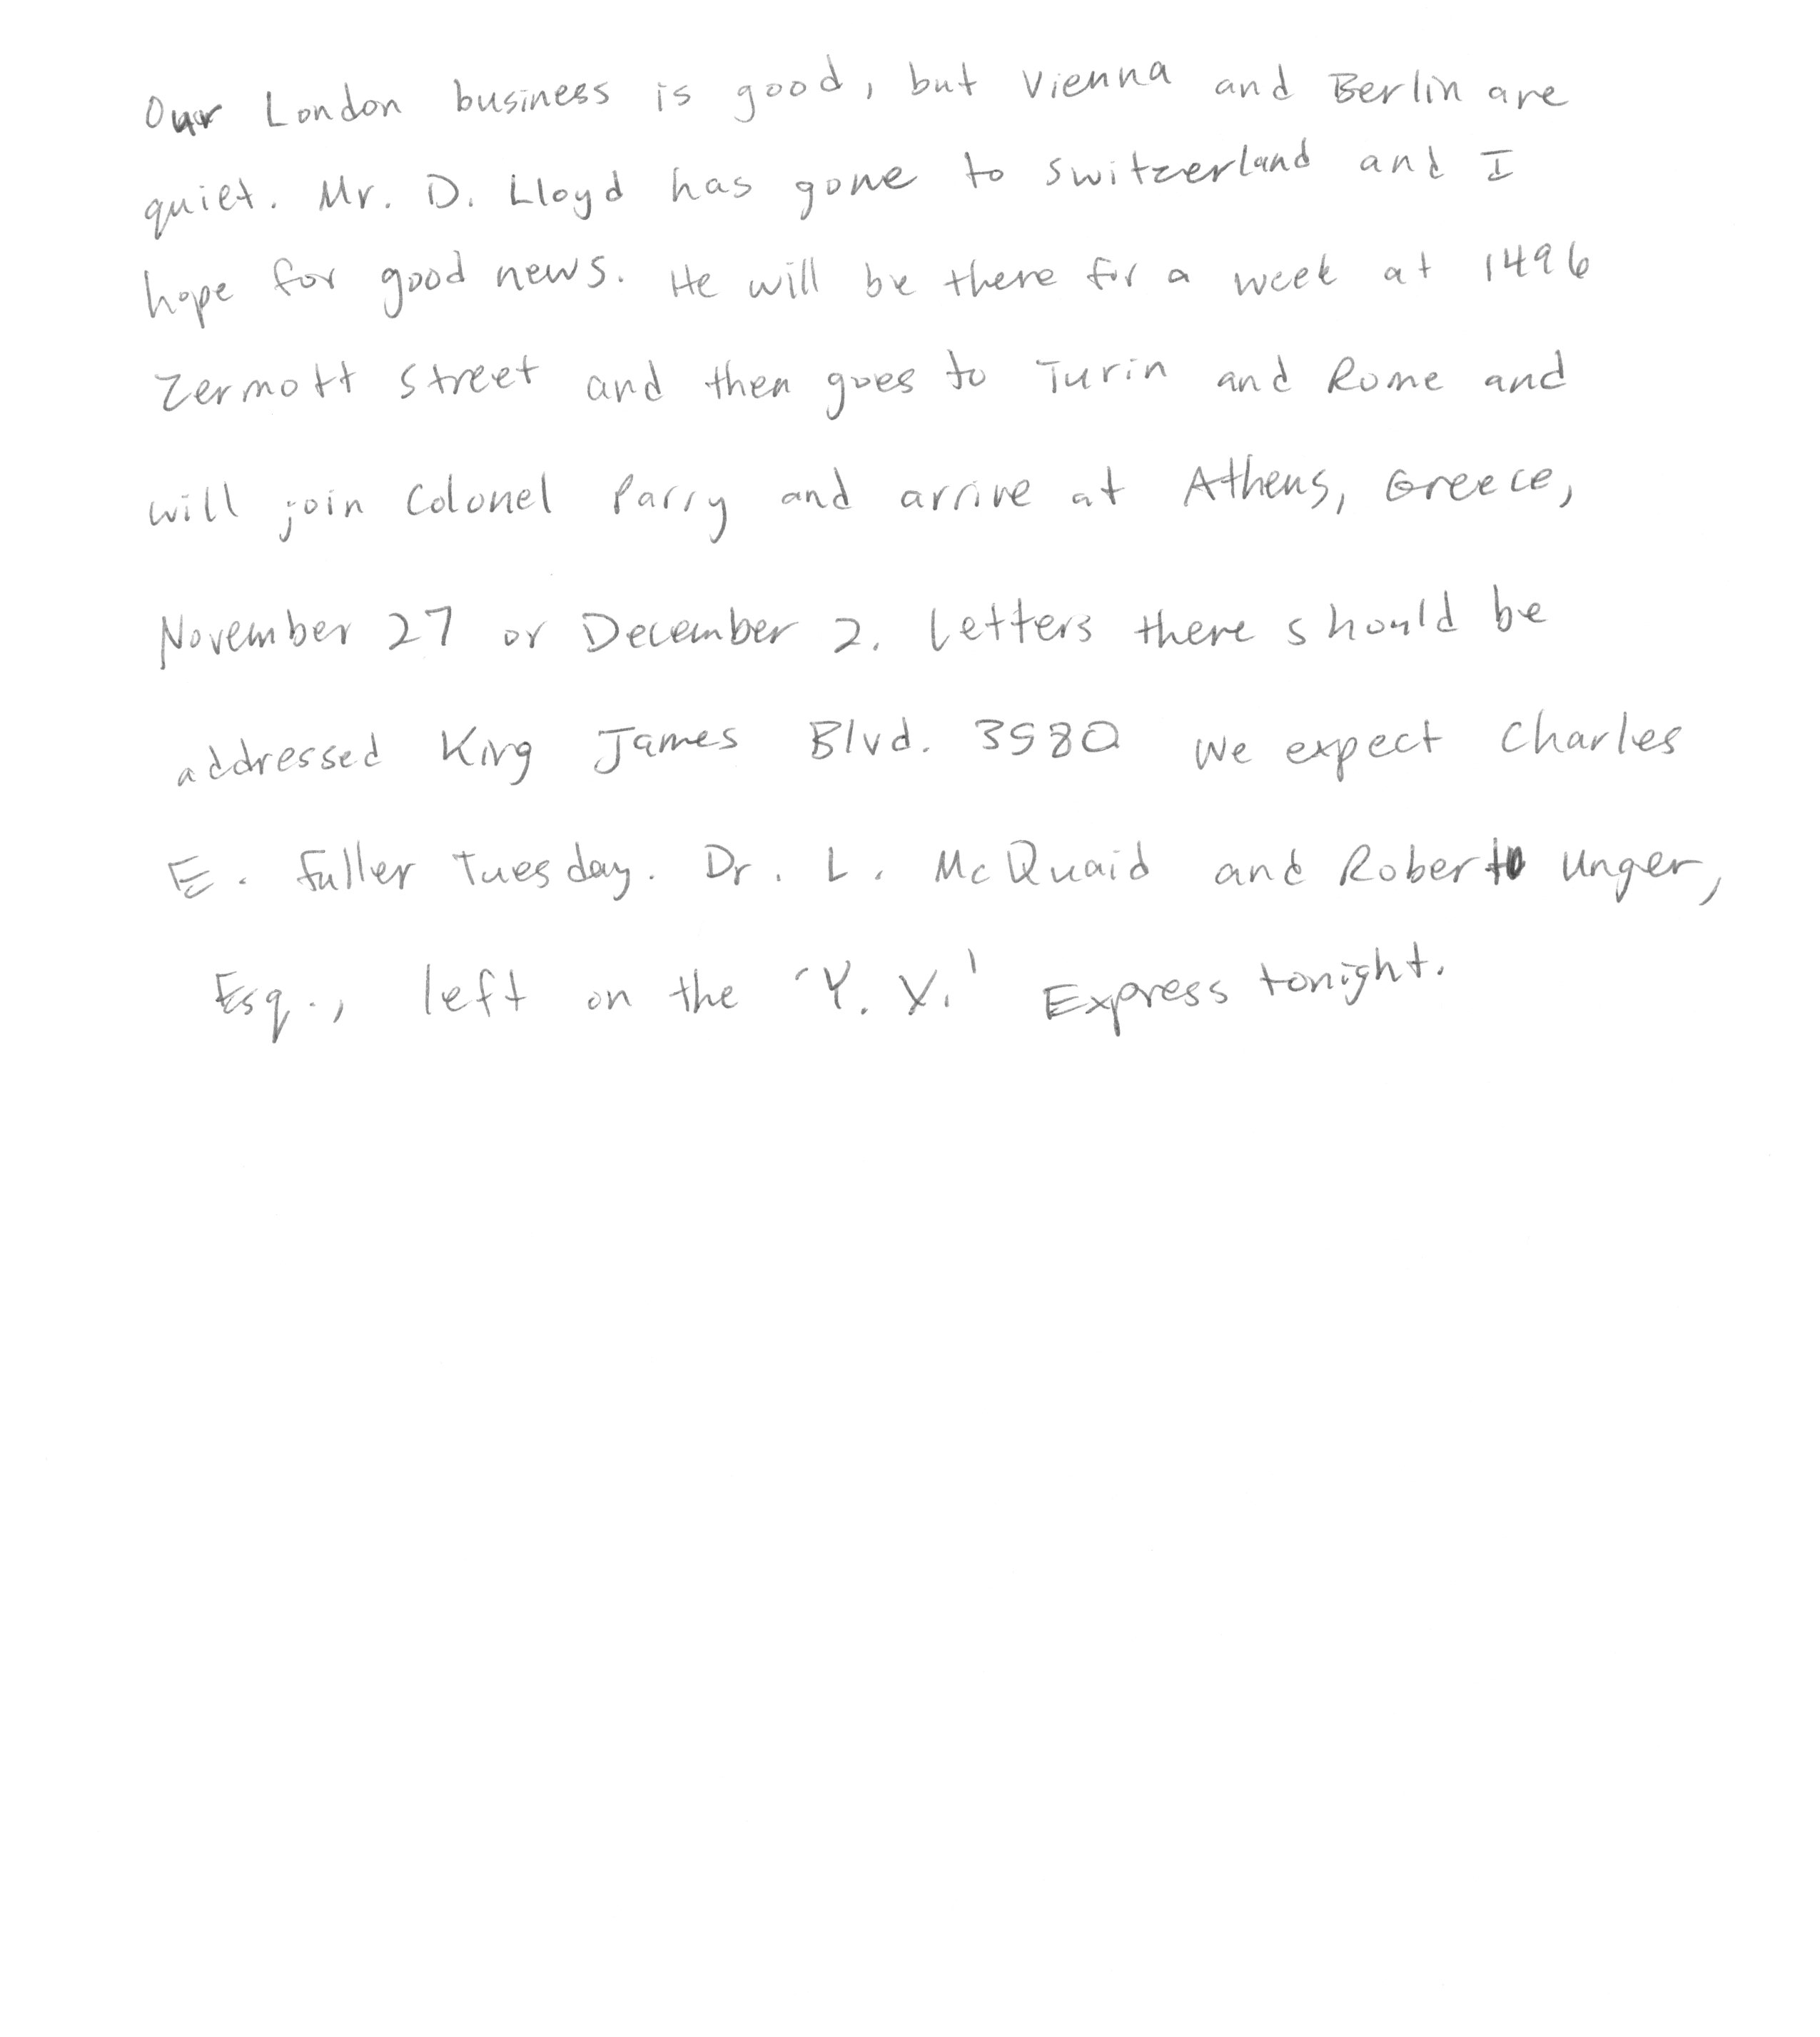 Our London business is good, but Vienna and Berlin are
quiet. Mr. D. Lloyd has gone to Switzerland and I
hope for good news. He will be there for a week at 1496
Zermott Street and then goes to Turin and Rome and
will join Colonel Parry and arrive at Athens, Greece,
November 27 or December 2. Letters there should be
addressed King James Blvd. 3580 We expect Charles
E. Fuller Tuesday. Dr. L. McQuaid and Robert Unger,
Esq., left on the 'Y. X.' Express tonight.